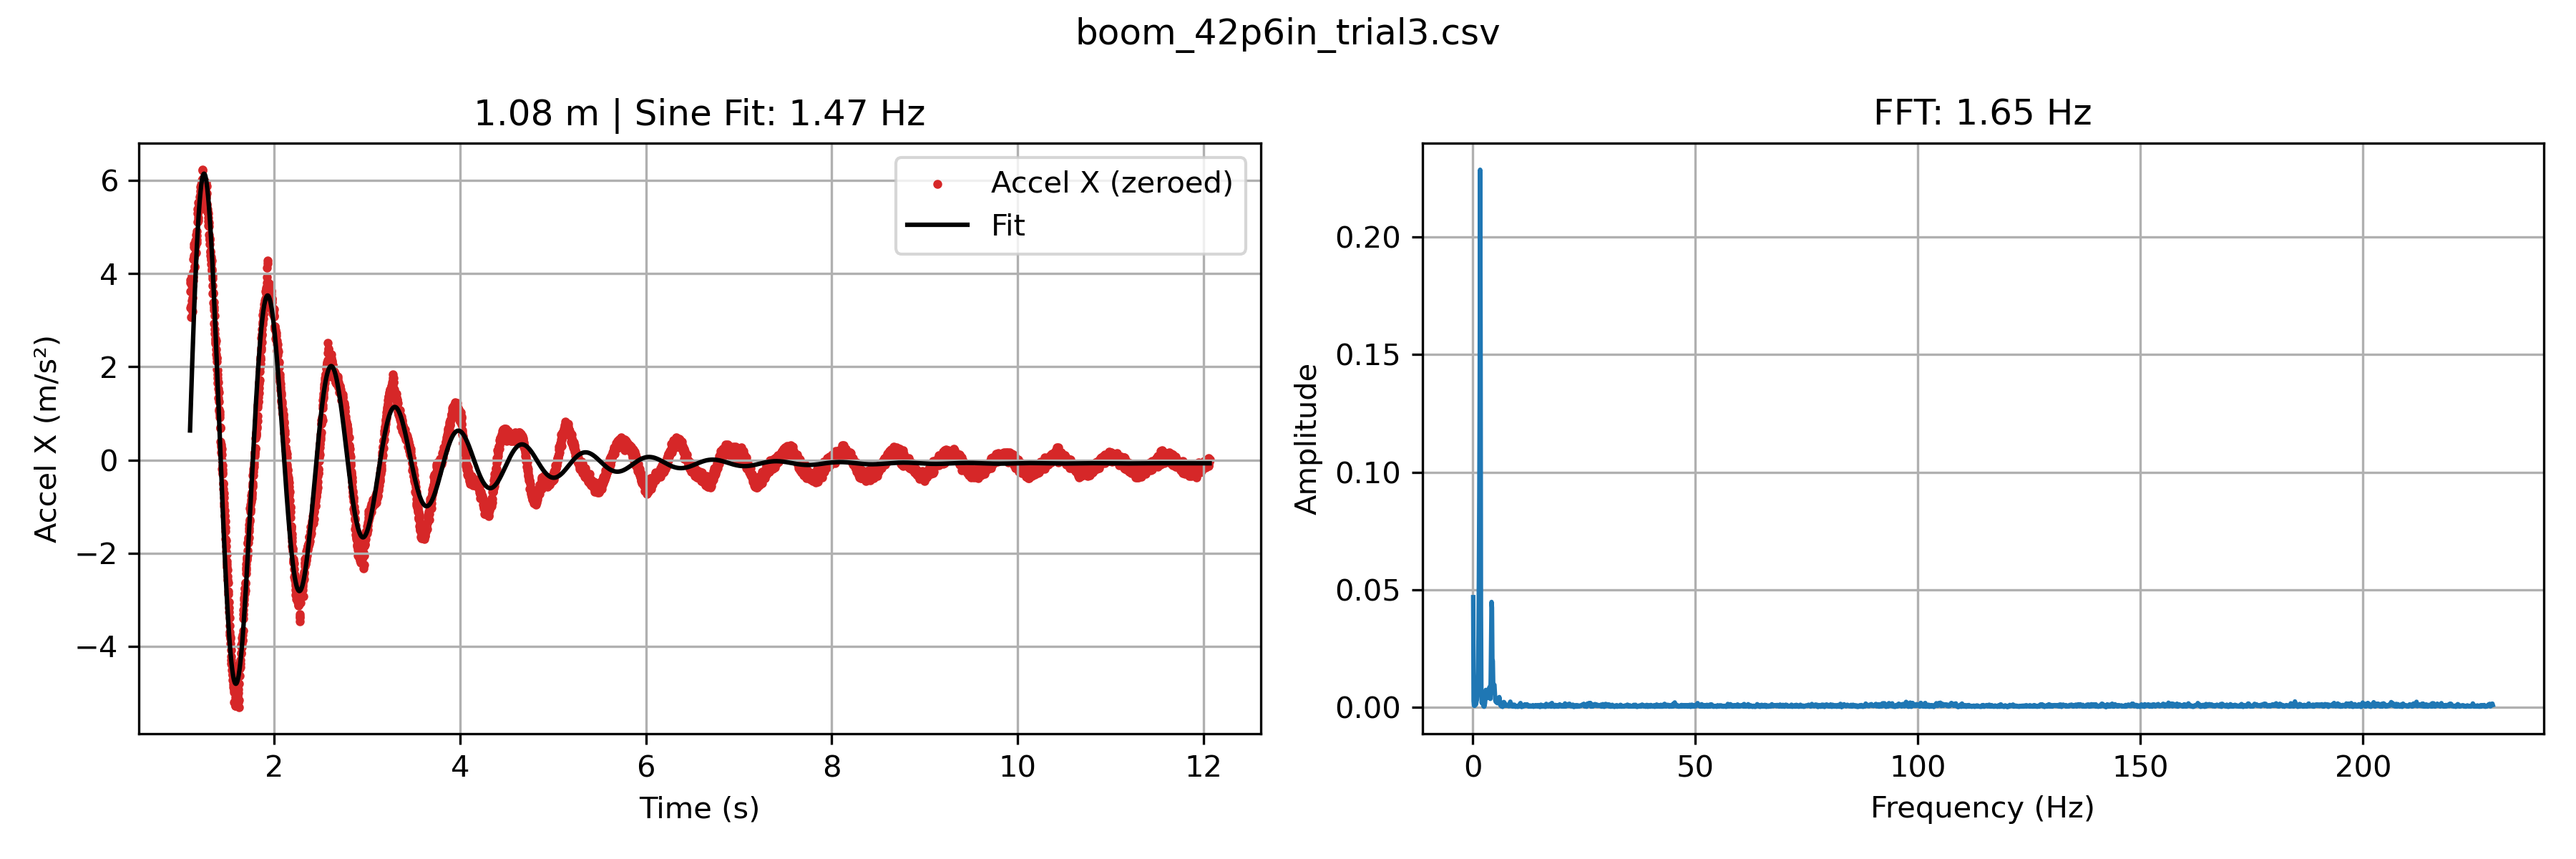 boom_42p6in_trial3.csv
1.08 m | Sine Fit: 1.47 Hz
Accel X (zeroed)
Fit
6
4
2
0
−2
−4
Accel X (m/s²)
2
4
6
8
10
12
Time (s)
FFT: 1.65 Hz
0.20
0.15
0.10
0.05
0.00
Amplitude
0
50
100
150
200
Frequency (Hz)